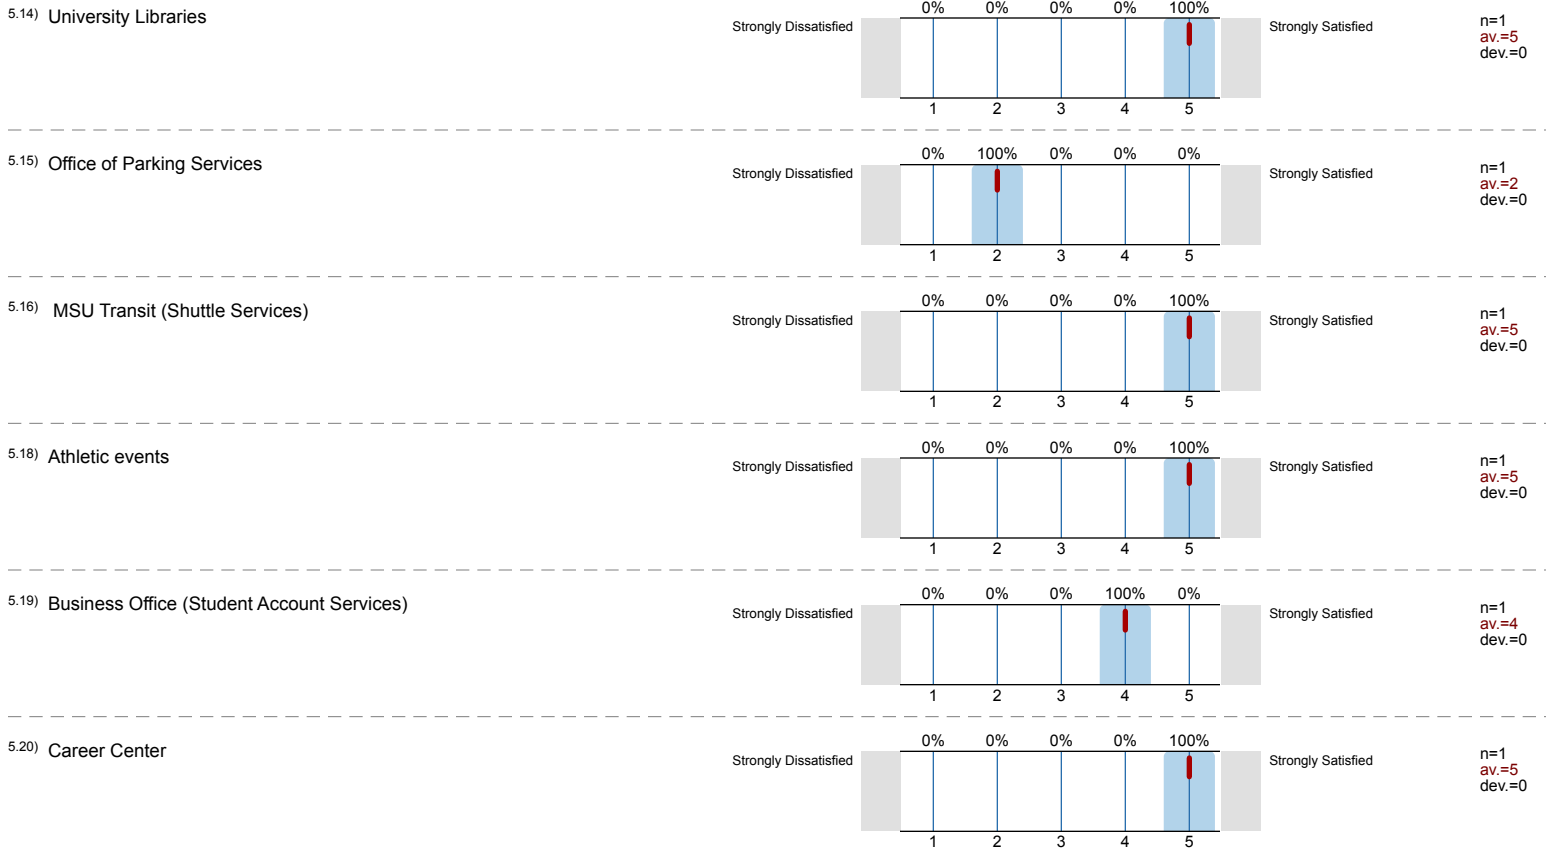 5.14) University Libraries
0% 0% 0% 0% 100%
Strongly Dissatisfied Strongly Satisfied
n=1
av.=5
dev.=0
1 2 3 4 5
5.15) Office of Parking Services
0% 100% 0% 0% 0%
Strongly Dissatisfied Strongly Satisfied
n=1
av.=2
dev.=0
1 2 3 4 5
5.16) MSU Transit (Shuttle Services)
0% 0% 0% 0% 100%
Strongly Dissatisfied Strongly Satisfied
n=1
av.=5
dev.=0
1 2 3 4 5
5.18) Athletic events
0% 0% 0% 0% 100%
Strongly Dissatisfied Strongly Satisfied
n=1
av.=5
dev.=0
1 2 3 4 5
5.19) Business Office (Student Account Services)
0% 0% 0% 100% 0%
Strongly Dissatisfied Strongly Satisfied
n=1
av.=4
dev.=0
1 2 3 4 5
5.20) Career Center
0% 0% 0% 0% 100%
Strongly Dissatisfied Strongly Satisfied
n=1
av.=5
dev.=0
1 2 3 4 5